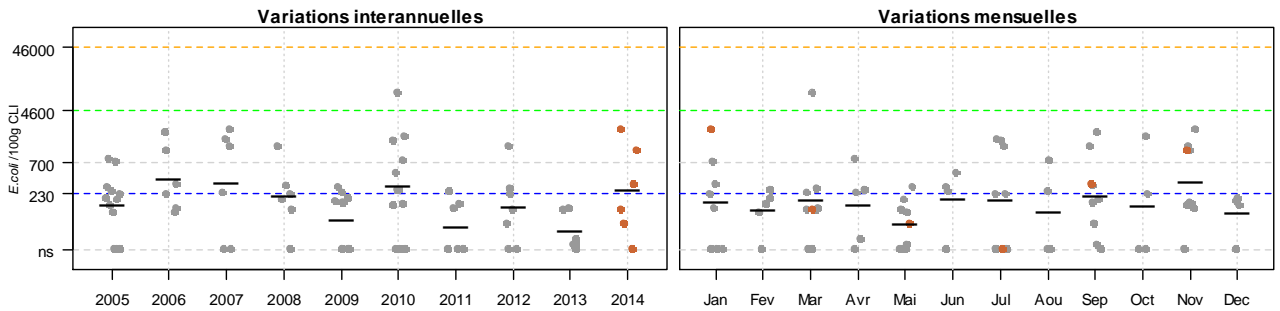 Variations interannuelles
Variations mensuelles
E.coli /100g CLI
46000
4600
700
230
ns
2005 2006 2007 2008 2009 2010 2011 2012 2013 2014
Jan Fev Mar Avr Mai Jun Jul Aou Sep Oct Nov Dec